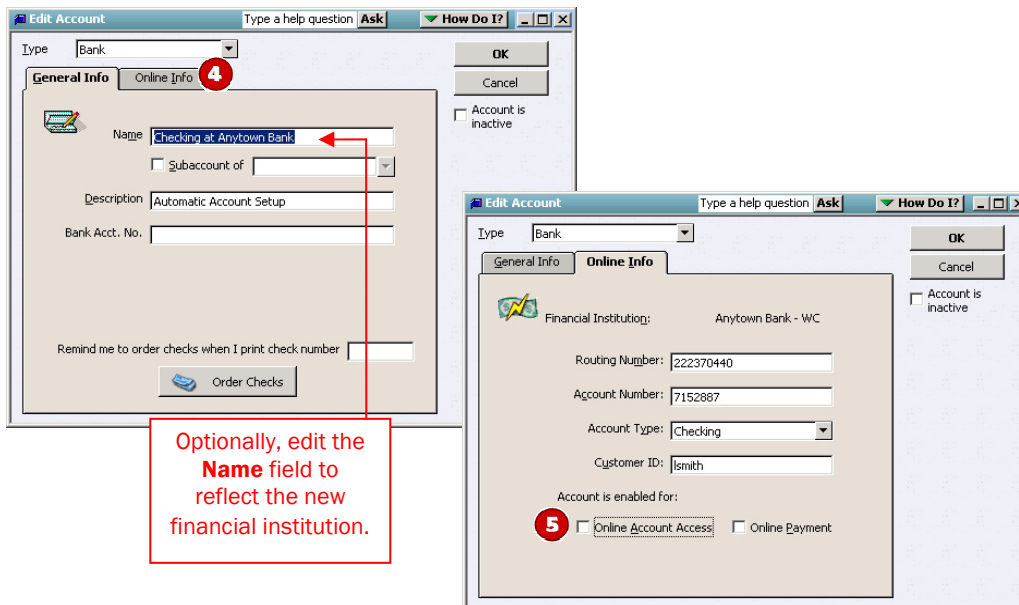 Edit Account Type a help question Ask How Do I?
Type Bank
OK
General Info Online Info 4
Cancel
Account is
inactive
Name Checking at Anytown Bank
Subaccount of
Description Automatic Account Setup
Bank Acct. No.
Remind me to order checks when I print check number
Order Checks
Optionally, edit the
Name field to
reflect the new
financial institution.
Edit Account Type a help question Ask How Do I?
Type Bank
OK
General Info Online Info
Cancel
Account is
inactive
Financial Institution: Anytown Bank - WC
Routing Number: 222370440
Account Number: 7152887
Account Type: Checking
Customer ID: lsmith
Account is enabled for:
5 Online Account Access Online Payment